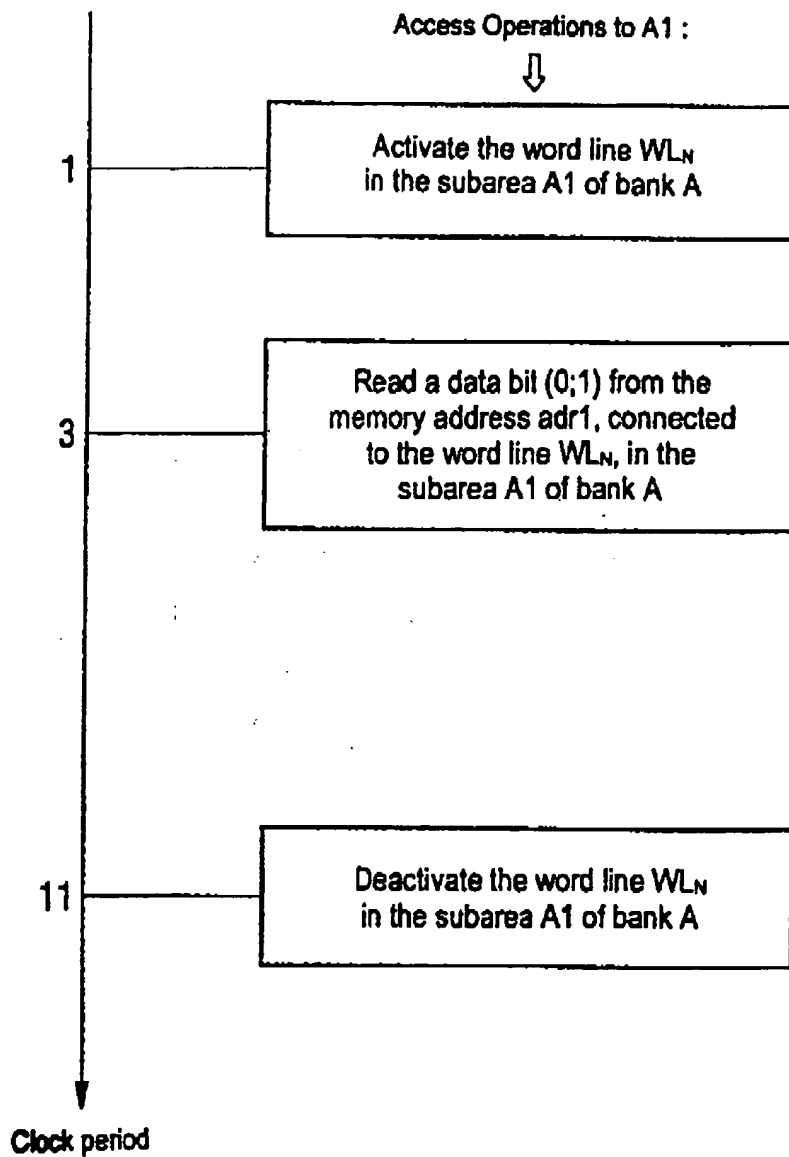 Access Operations to A1 :
1
Activate the word line WLN
in the subarea A1 of bank A
3
Read a data bit (0;1) from the
memory address adr1, connected
to the word line WLN, in the
subarea A1 of bank A
11
Deactivate the word line WLN
in the subarea A1 of bank A
Clock period